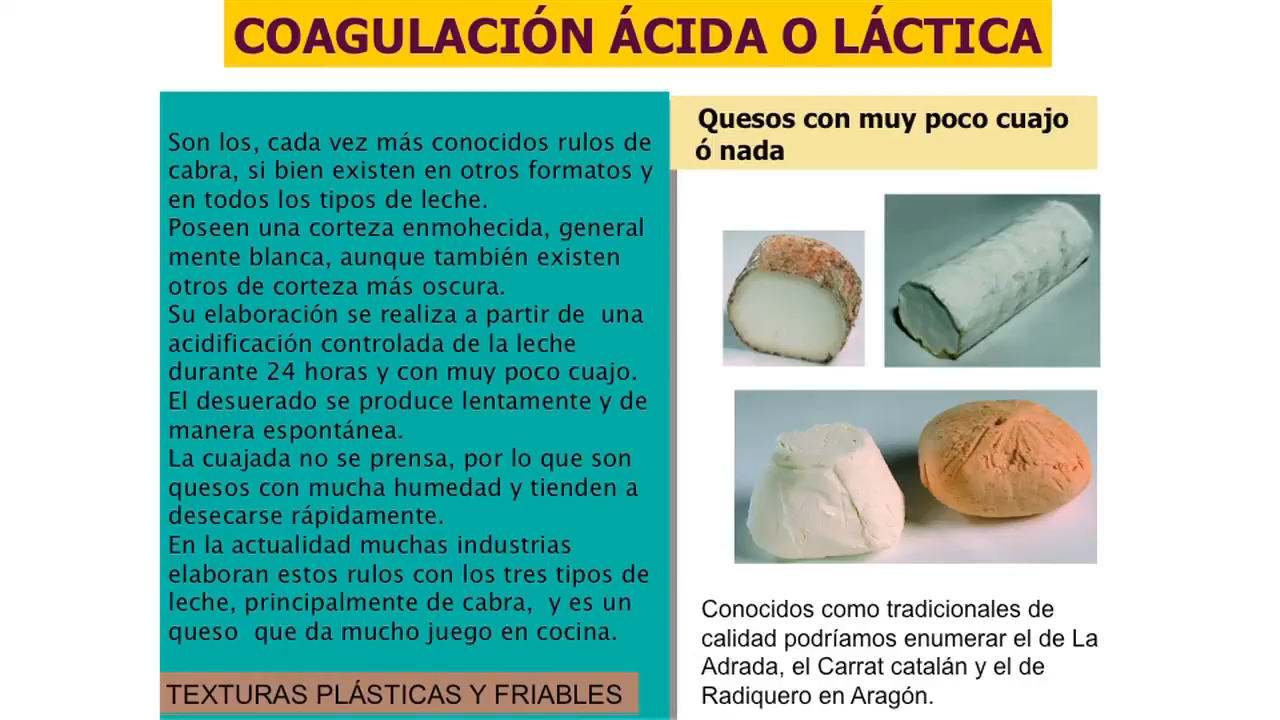 COAGULACIÓN ÁCIDA O LÁCTICA
Son los, cada vez más conocidos rulos de
cabra, si bien existen en otros formatos y
en todos los tipos de leche.
Poseen una corteza enmohecida, general
mente blanca, aunque también existen
otros de corteza más oscura.
Su elaboración se realiza a partir de una
acidificación controlada de la leche
durante 24 horas y con muy poco cuajo.
El desuerado se produce lentamente y de
manera espontánea.
La cuajada no se prensa, por lo que son
quesos con mucha humedad y tienden a
desecarse rápidamente.
En la actualidad muchas industrias
elaboran estos rulos con los tres tipos de
leche, principalmente de cabra, y es un
queso que da mucho juego en cocina.
TEXTURAS PLÁSTICAS Y FRIABLES
Quesos con muy poco cuajo
ó nada
Conocidos como tradicionales de
calidad podríamos enumerar el de La
Adrada, el Carrat catalán y el de
Radiquero en Aragón.